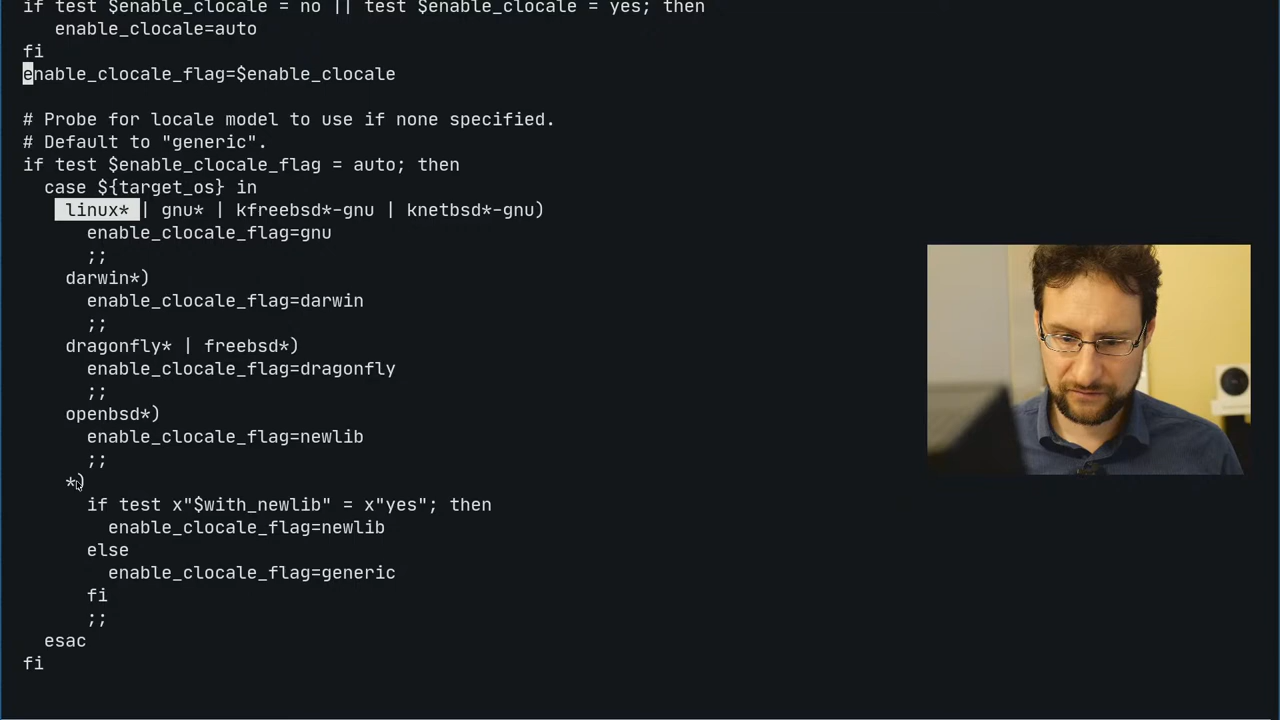 if test $enable_clocale = no || test $enable_clocale = yes; then
enable_clocale=auto
fi
enable_clocale_flag=$enable_clocale
# Probe for locale model to use if none specified.
# Default to "generic".
if test $enable_clocale_flag = auto; then
case ${target_os} in
linux* | gnu* | kfreebsd*-gnu | knetbsd*-gnu)
enable_clocale_flag=gnu
;;
darwin*)
enable_clocale_flag=darwin
;;
dragonfly* | freebsd*)
enable_clocale_flag=dragonfly
;;
openbsd*)
enable_clocale_flag=newlib
;;
*)
if test x"$with_newlib" = x"yes"; then
enable_clocale_flag=newlib
else
enable_clocale_flag=generic
fi
;;
esac
fi